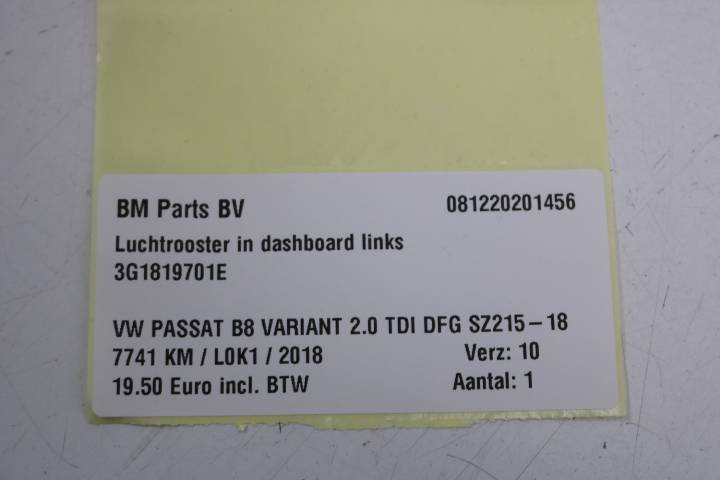 BM Parts BV 081220201456
Luchtrooster in dashboard links
3G1819701E
VW PASSAT B8 VARIANT 2.0 TDI DFG SZ215-18
7741 KM / L0K1 / 2018 Verz: 10
19.50 Euro incl. BTW Aantal: 1